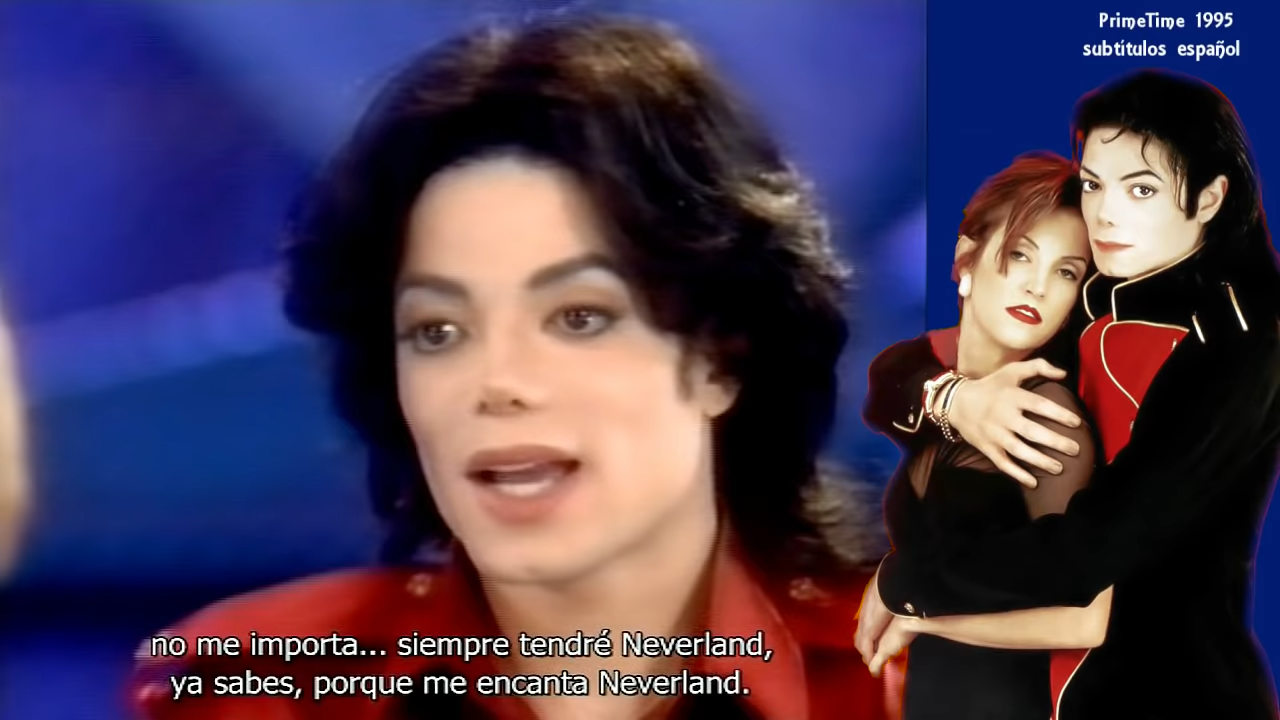 PrimeTime 1995
subtítulos español
no me importa... siempre tendré Neverland,
ya sabes, porque me encanta Neverland.